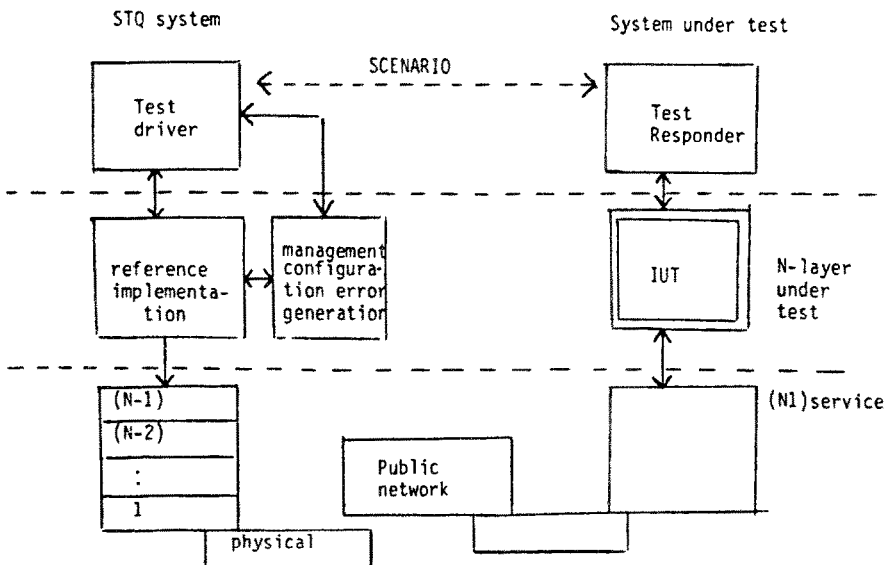 STQ system
System under test
SCENARIO
Test
driver
Test
Responder
reference
implementa-
tion
management
configura-
tion error
generation
IUT
N-layer
under
test
(N-1)
(N-2)
:
1
(N1)service
Public
network
physical